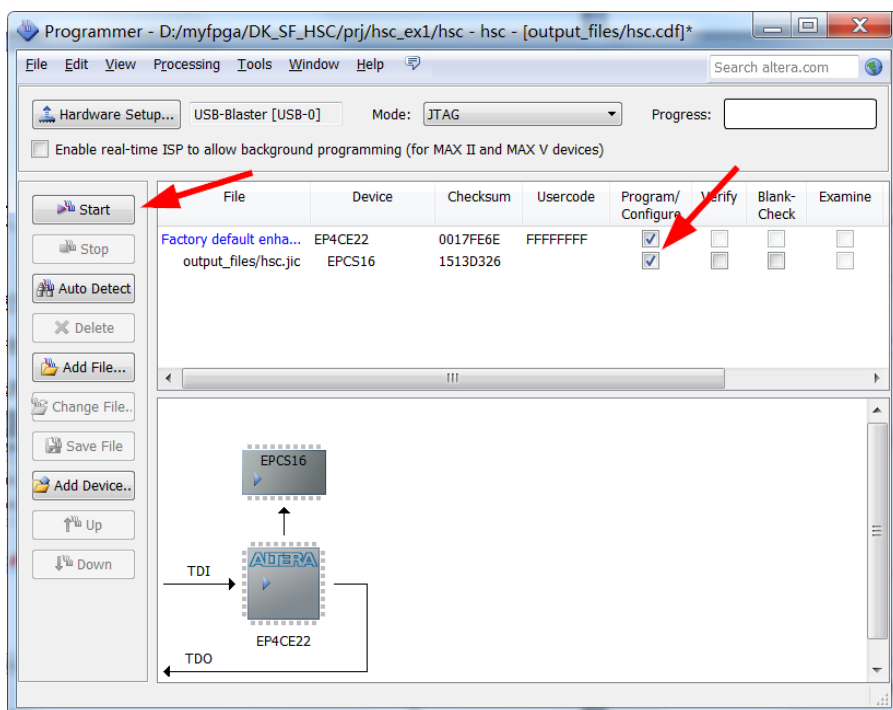 Programmer - D:/myfpga/DK_SF_HSC/prj/hsc_ex1/hsc - hsc - [output_files/hsc.cdf]*
File Edit View Processing Tools Window Help Search altera.com
Hardware Setup... USB-Blaster [USB-0] Mode: JTAG Progress:
Enable real-time ISP to allow background programming (for MAX II and MAX V devices)
Start
Stop
Auto Detect
Delete
Add File...
Change File..
Save File
Add Device..
Up
Down
File Device Checksum Usercode Program/ Verify Blank- Examine
Configure Check
Factory default enha... EP4CE22 0017FE6E FFFFFFFF
output_files/hsc.jic EPCS16 1513D326
EPCS16
ALTERA
TDI
EP4CE22
TDO